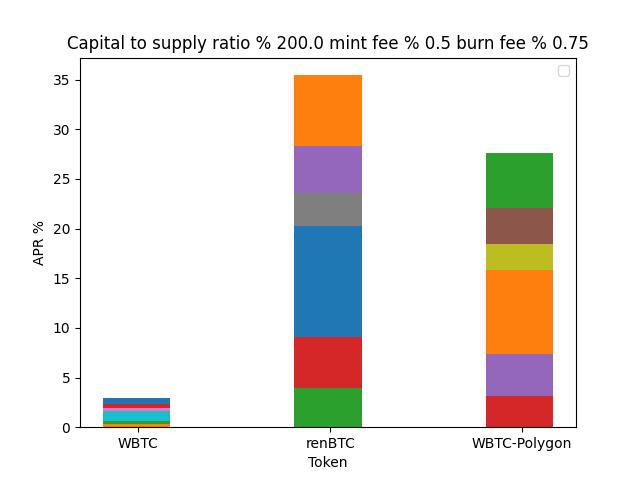 Capital to supply ratio % 200.0 mint fee % 0.5 burn fee % 0.75
35
30
25
20
15
10
5
0
APR %
WBTC
renBTC
WBTC-Polygon
Token